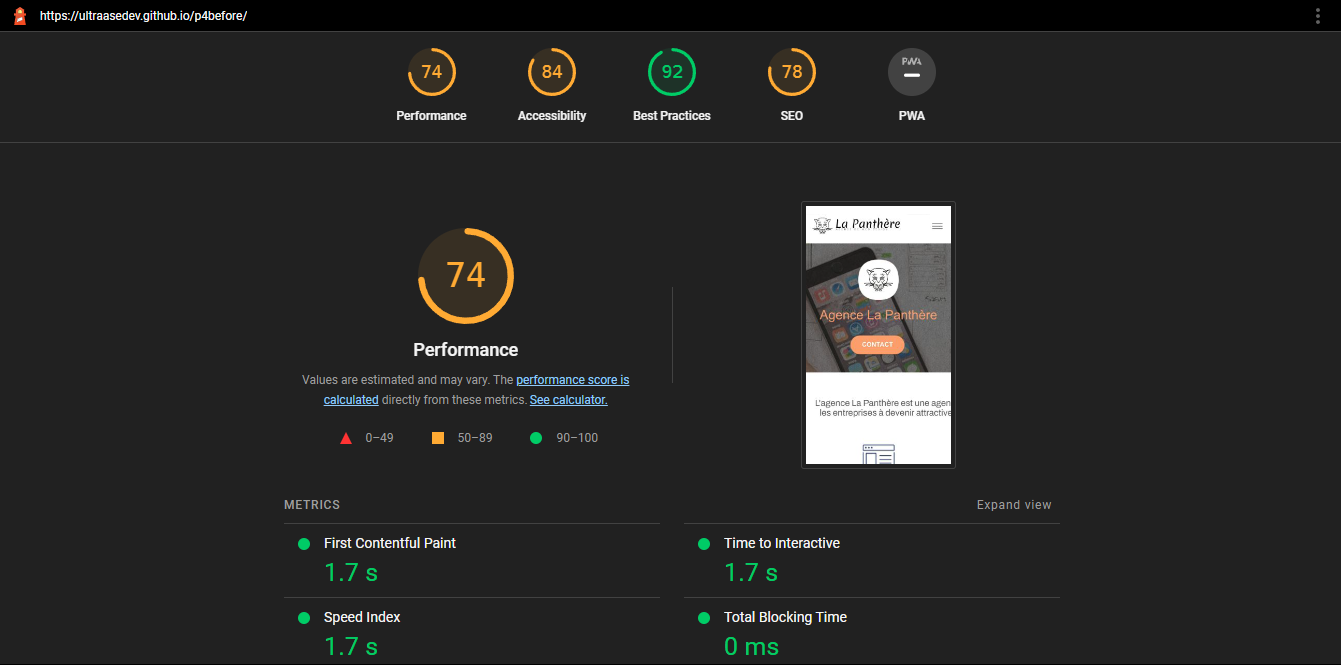 https://ultraasedev.github.io/p4before/
74 84 92 78 PWA
Performance Accessibility Best Practices SEO PWA
74
Performance
Values are estimated and may vary. The performance score is
calculated directly from these metrics. See calculator.
0–49 50–89 90–100
La Panthère
Agence La Panthère
CONTACT
L'agence La Panthère est une agen
les entreprises à devenir attractive
METRICS Expand view
First Contentful Paint
1.7 s
Time to Interactive
1.7 s
Speed Index
1.7 s
Total Blocking Time
0 ms